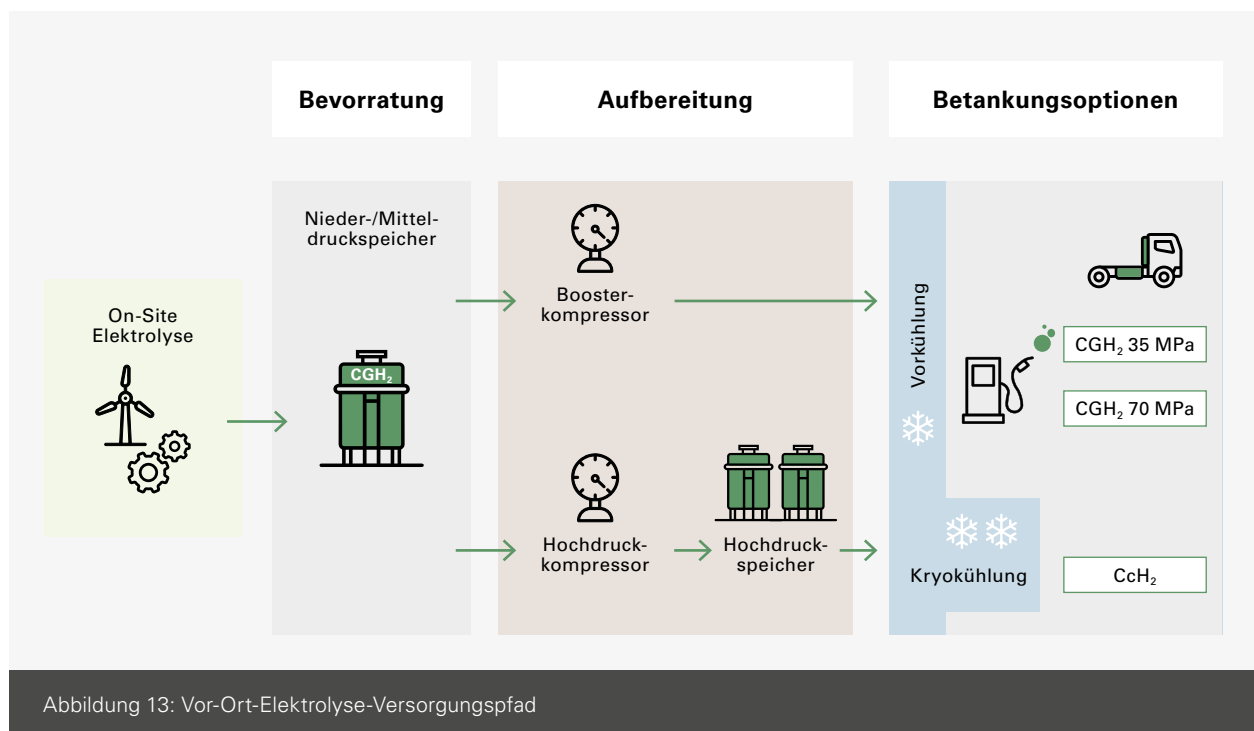 Bevorratung
Aufbereitung
Betankungsoptionen
On-Site
Elektrolyse
Nieder-/Mittel-
druckspeicher
CGH₂
Booster-
kompressor
Hochdruck-
kompressor
Hochdruck-
speicher
Vorkühlung
Kryokühlung
CGH₂ 35 MPa
CGH₂ 70 MPa
CcH₂
Abbildung 13: Vor-Ort-Elektrolyse-Versorgungspfad